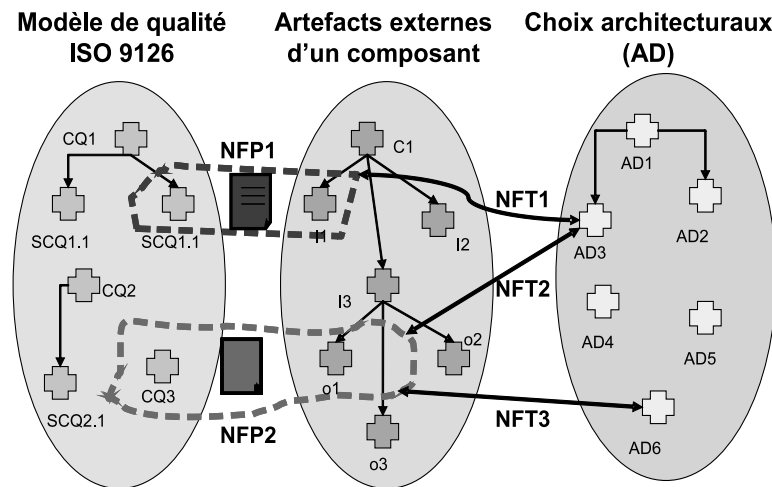 Modèle de qualité
ISO 9126
Artefacts externes
d'un composant
Choix architecturaux
(AD)
CQ1
NFP1
C1
AD1
SCQ1.1
SCQ1.1
I1
I2
NFT1
AD3
AD2
CQ2
I3
NFT2
AD4
AD5
o2
o1
CQ3
SCQ2.1
NFP2
NFT3
AD6
o3